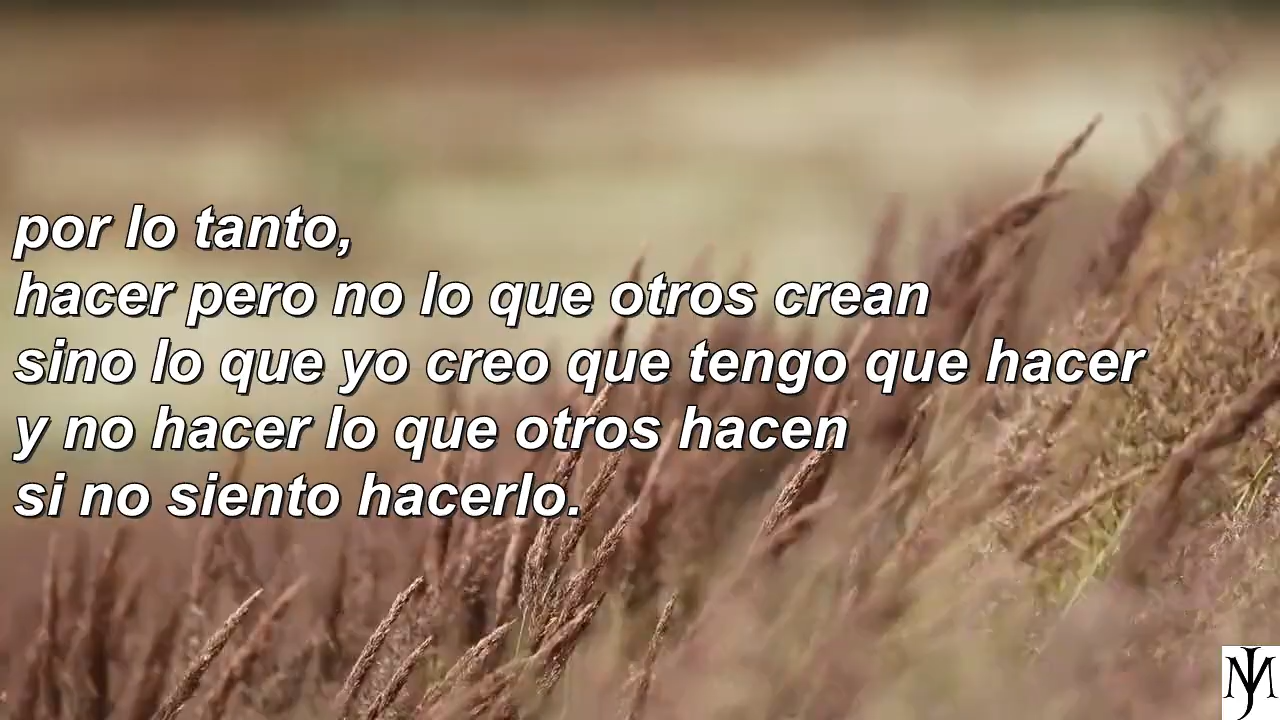 por lo tanto,
hacer pero no lo que otros crean
sino lo que yo creo que tengo que hacer
y no hacer lo que otros hacen
si no siento hacerlo.